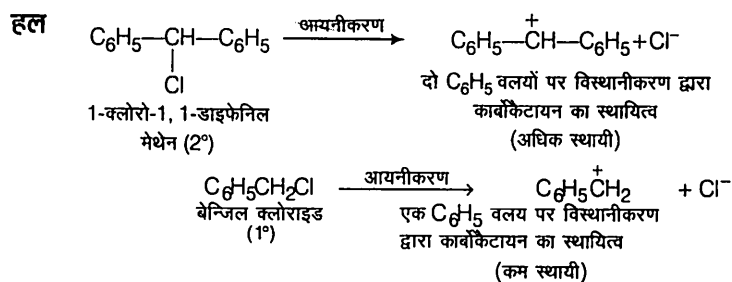 हल
C₆H₅—CH—C₆H₅ आयनीकरण C₆H₅—CH—C₆H₅+Cl⁻
+
Cl
1-क्लोरो-1, 1-डाइफेनिल
मेथेन (2°)
दो C₆H₅ वलयों पर विस्थानीकरण द्वारा
कार्बोकैटायन का स्थायित्व
(अधिक स्थायी)
C₆H₅CH₂Cl आयनीकरण C₆H₅CH₂ + Cl⁻
+
बेन्जिल क्लोराइड
(1°)
एक C₆H₅ वलय पर विस्थानीकरण
द्वारा कार्बोकैटायन का स्थायित्व
(कम स्थायी)